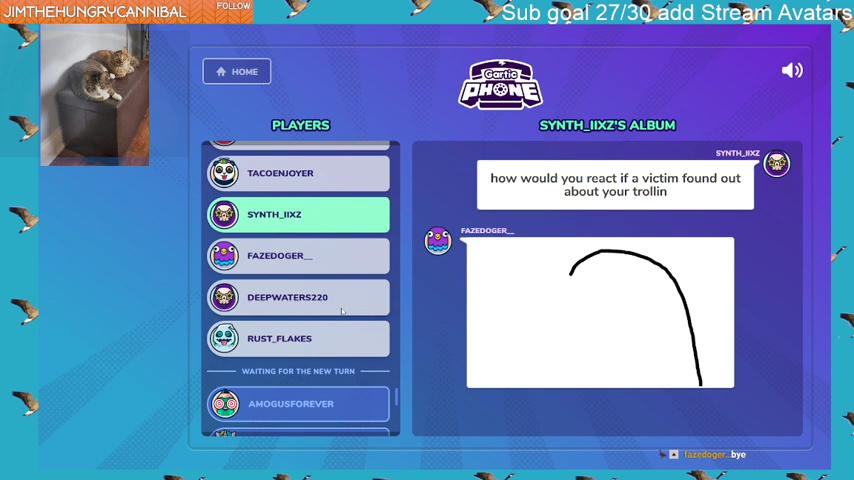 JIMTHEHUNGRYCANNIBAL
FOLLOW
Sub goal 27/30 add Stream Avatars
HOME
Gartic
PHONE
PLAYERS
SYNTH_IIXZ'S ALBUM
TACOENJOYER
SYNTH_IIXZ
FAZEDOGER__
DEEPWATERS220
RUST_FLAKES
WAITING FOR THE NEW TURN
AMOGUSFOREVER
SYNTH_IIXZ
how would you react if a victim found out
about your trollin
FAZEDOGER__
fazedoger...bye